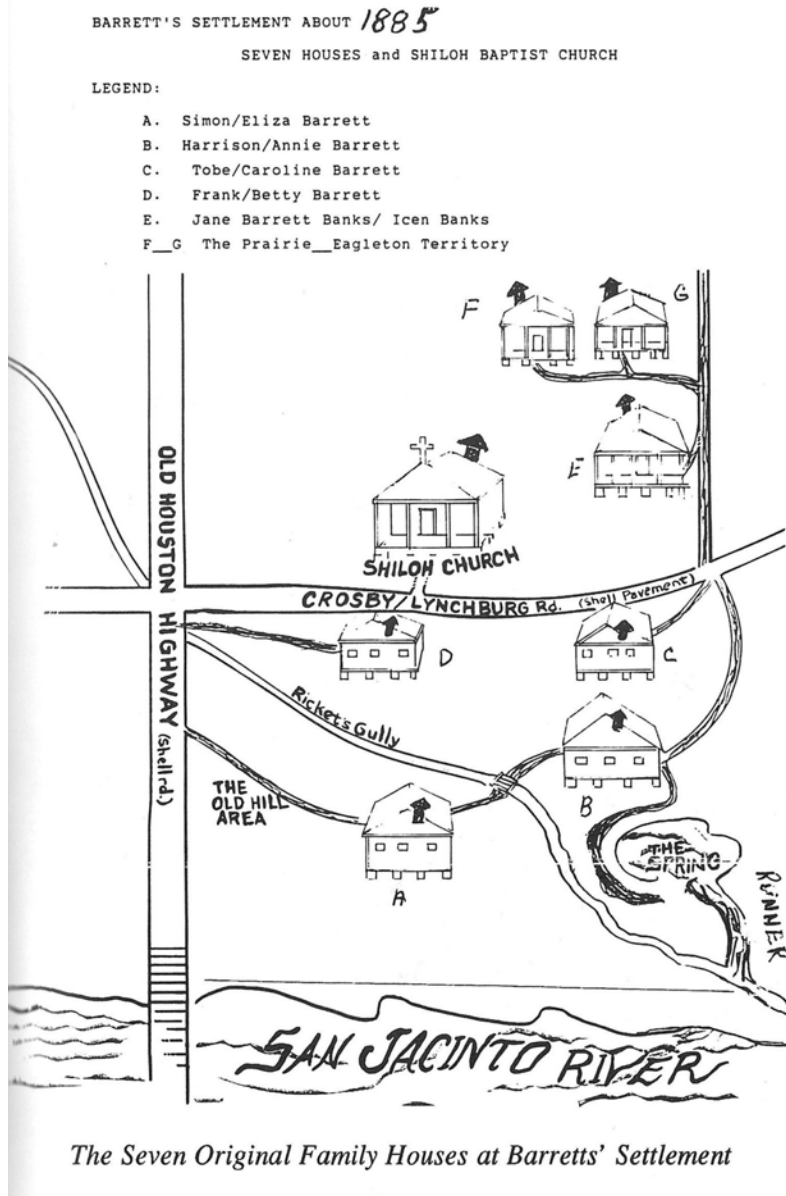 BARRETT'S SETTLEMENT ABOUT 1885
SEVEN HOUSES and SHILOH BAPTIST CHURCH
LEGEND:
A. Simon/Eliza Barrett
B. Harrison/Annie Barrett
C. Tobe/Caroline Barrett
D. Frank/Betty Barrett
E. Jane Barrett Banks/ Icen Banks
F__G The Prairie__Eagleton Territory
F
G
E
OLD HOUSTON HIGHWAY (Shell rd.)
SHILOH CHURCH
CROSBY/LYNCHBURG Rd. (Shell Pavement)
D
C
Ricket's Gully
THE
OLD HILL
AREA
B
THE
SPRING
A
RUNNER
SAN JACINTO RIVER
The Seven Original Family Houses at Barretts' Settlement